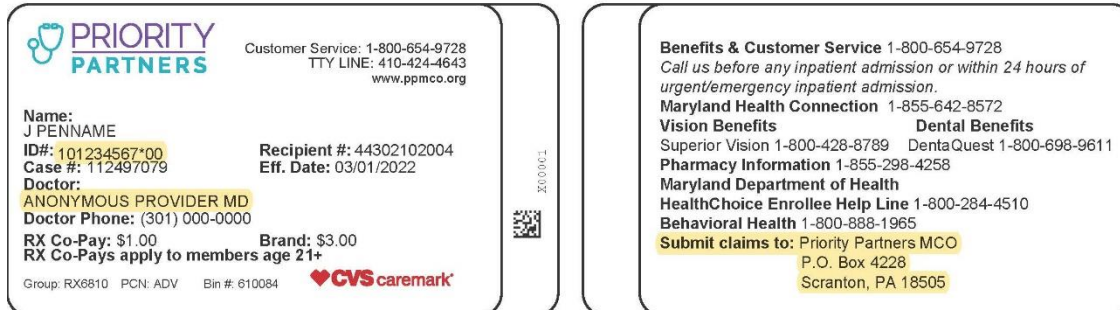 PRIORITY
PARTNERS
Customer Service: 1-800-654-9728
TTY LINE: 410-424-4643
www.ppmco.org
Name:
J PENNAME
ID#: 101234567*00 Recipient #: 44302102004
Case #: 112497079 Eff. Date: 03/01/2022
Doctor:
ANONYMOUS PROVIDER MD
Doctor Phone: (301) 000-0000
RX Co-Pay: $1.00 Brand: $3.00
RX Co-Pays apply to members age 21+
Group: RX6810 PCN: ADV Bin #: 610084 CVS caremark®
X00001
Benefits & Customer Service 1-800-654-9728
Call us before any inpatient admission or within 24 hours of
urgent/emergency inpatient admission.
Maryland Health Connection 1-855-642-8572
Vision Benefits Dental Benefits
Superior Vision 1-800-428-8789 DentaQuest 1-800-698-9611
Pharmacy Information 1-855-298-4258
Maryland Department of Health
HealthChoice Enrollee Help Line 1-800-284-4510
Behavioral Health 1-800-888-1965
Submit claims to: Priority Partners MCO
P.O. Box 4228
Scranton, PA 18505